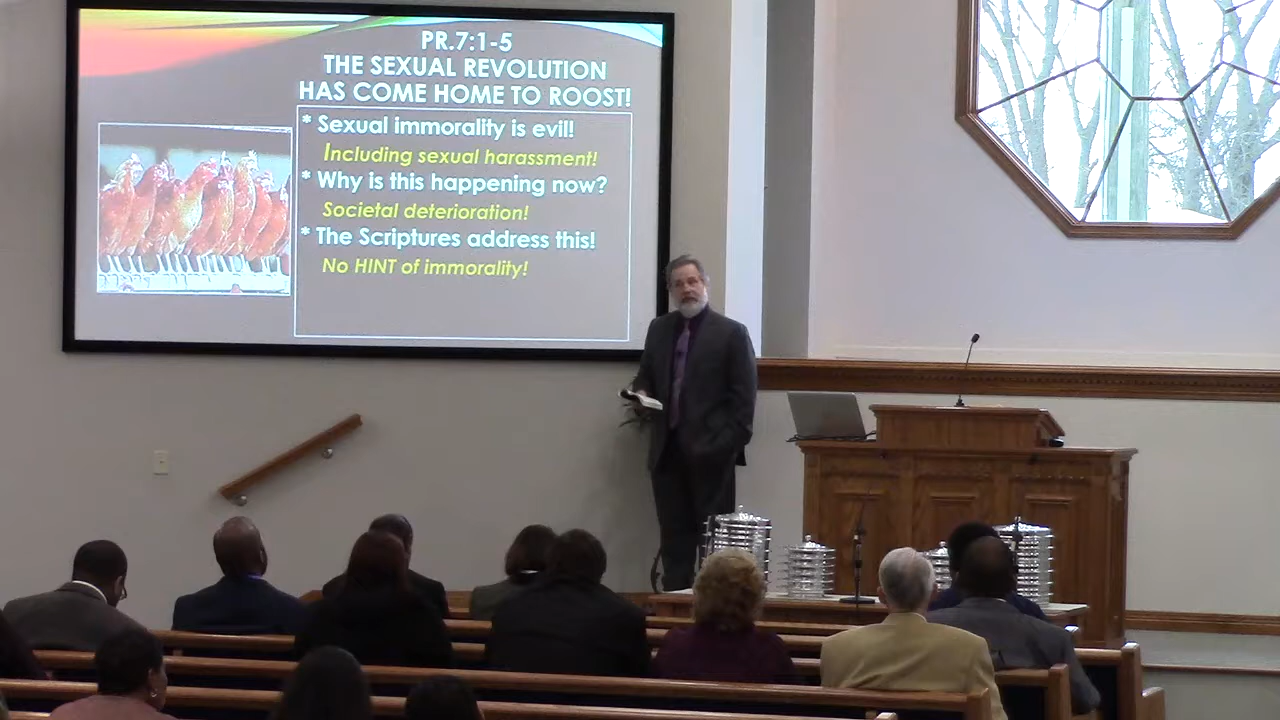 PR.7:1-5
THE SEXUAL REVOLUTION
HAS COME HOME TO ROOST!
* Sexual immorality is evil!
Including sexual harassment!
* Why is this happening now?
Societal deterioration!
* The Scriptures address this!
No HINT of immorality!